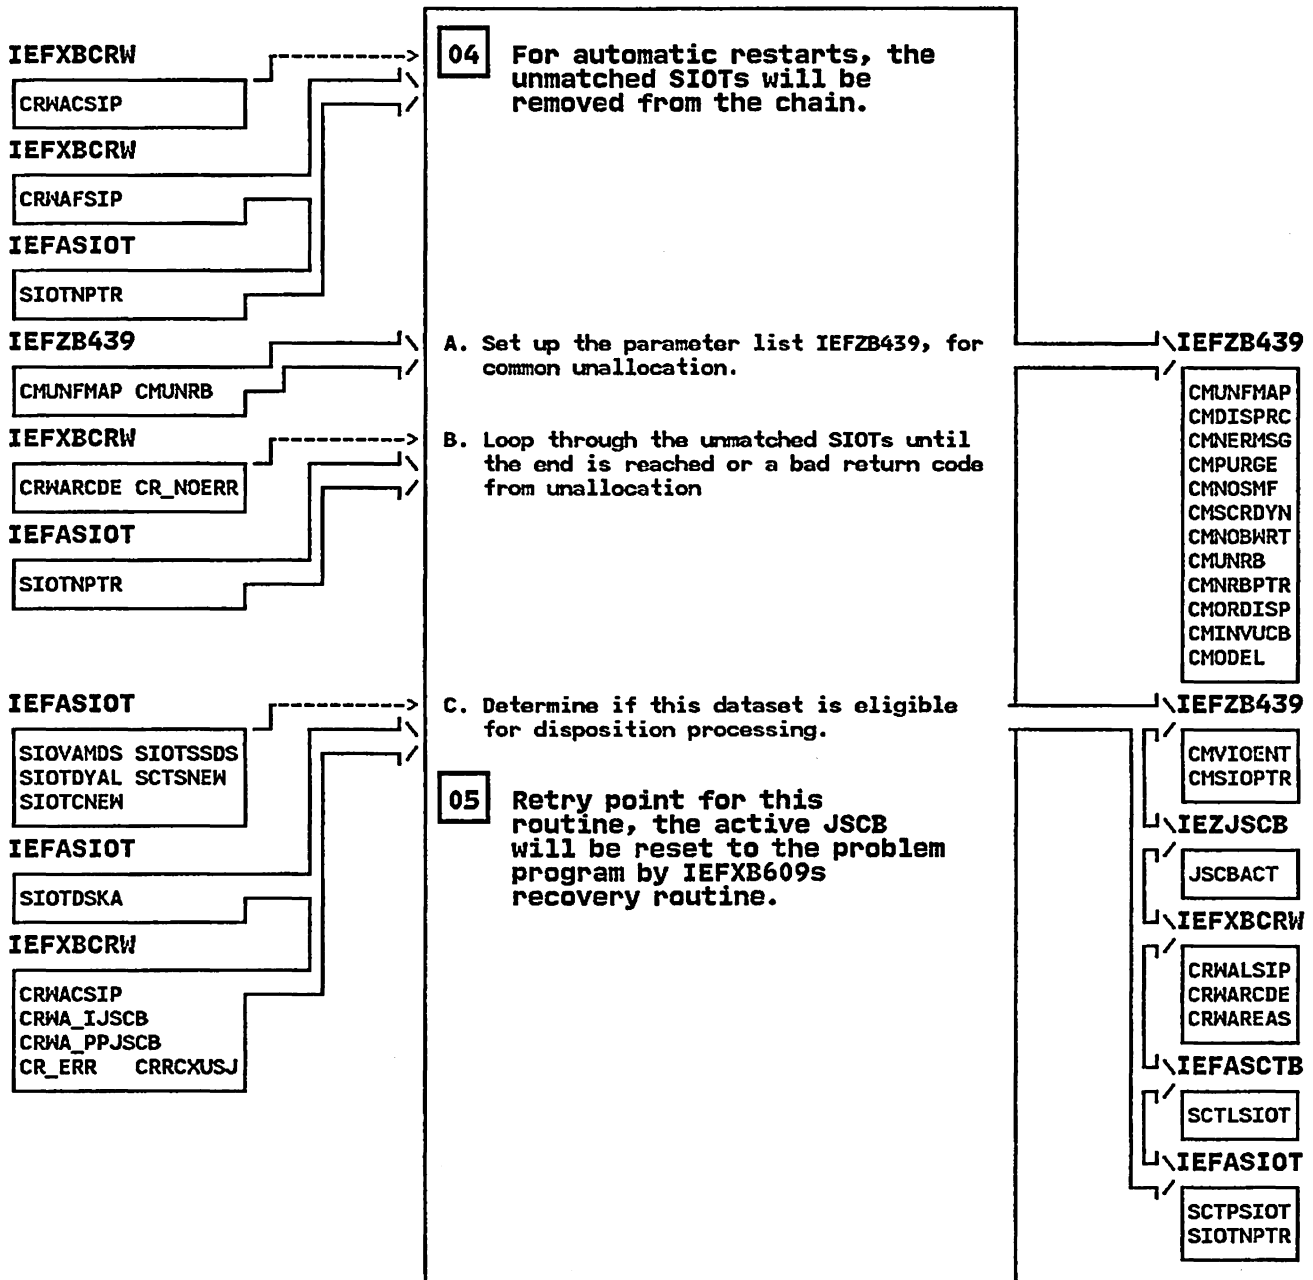 IEFXBCRW
CRWACSIP
IEFXBCRW
CRWAFSIP
IEFASIOT
SIOTNPTR
04 For automatic restarts, the
unmatched SIOTs will be
removed from the chain.
IEFZB439
CMUNFMAP CMUNRB
A. Set up the parameter list IEFZB439, for
common unallocation.
IEFZB439
CMUNFMAP
CMDISPRC
CMNERMSG
CMPURGE
CMNOSMF
CMSCRDYN
CMNOBWRT
CMUNRB
CMNRBPTR
CMORDISP
CMINVUCB
CMODEL
IEFXBCRW
CRWARCDE CR_NOERR
IEFASIOT
SIOTNPTR
B. Loop through the unmatched SIOTs until
the end is reached or a bad return code
from unallocation
IEFASIOT
SIOVAMDS SIOTSSDS
SIOTDYAL SCTSNEW
SIOTCNEW
IEFASIOT
SIOTDSKA
IEFXBCRW
CRWACSIP
CRWA_IJSCB
CRWA_PPJSCB
CR_ERR CRRCXUSJ
C. Determine if this dataset is eligible
for disposition processing.
05 Retry point for this
routine, the active JSCB
will be reset to the problem
program by IEFXB609s
recovery routine.
IEFZB439
CMVIOENT
CMSIOPTR
IEZJSCB
JSCBACT
IEFXBCRW
CRWALSIP
CRWARCDE
CRWAREAS
IEFASCTB
SCTLSIOT
IEFASIOT
SCTPSIOT
SIOTNPTR